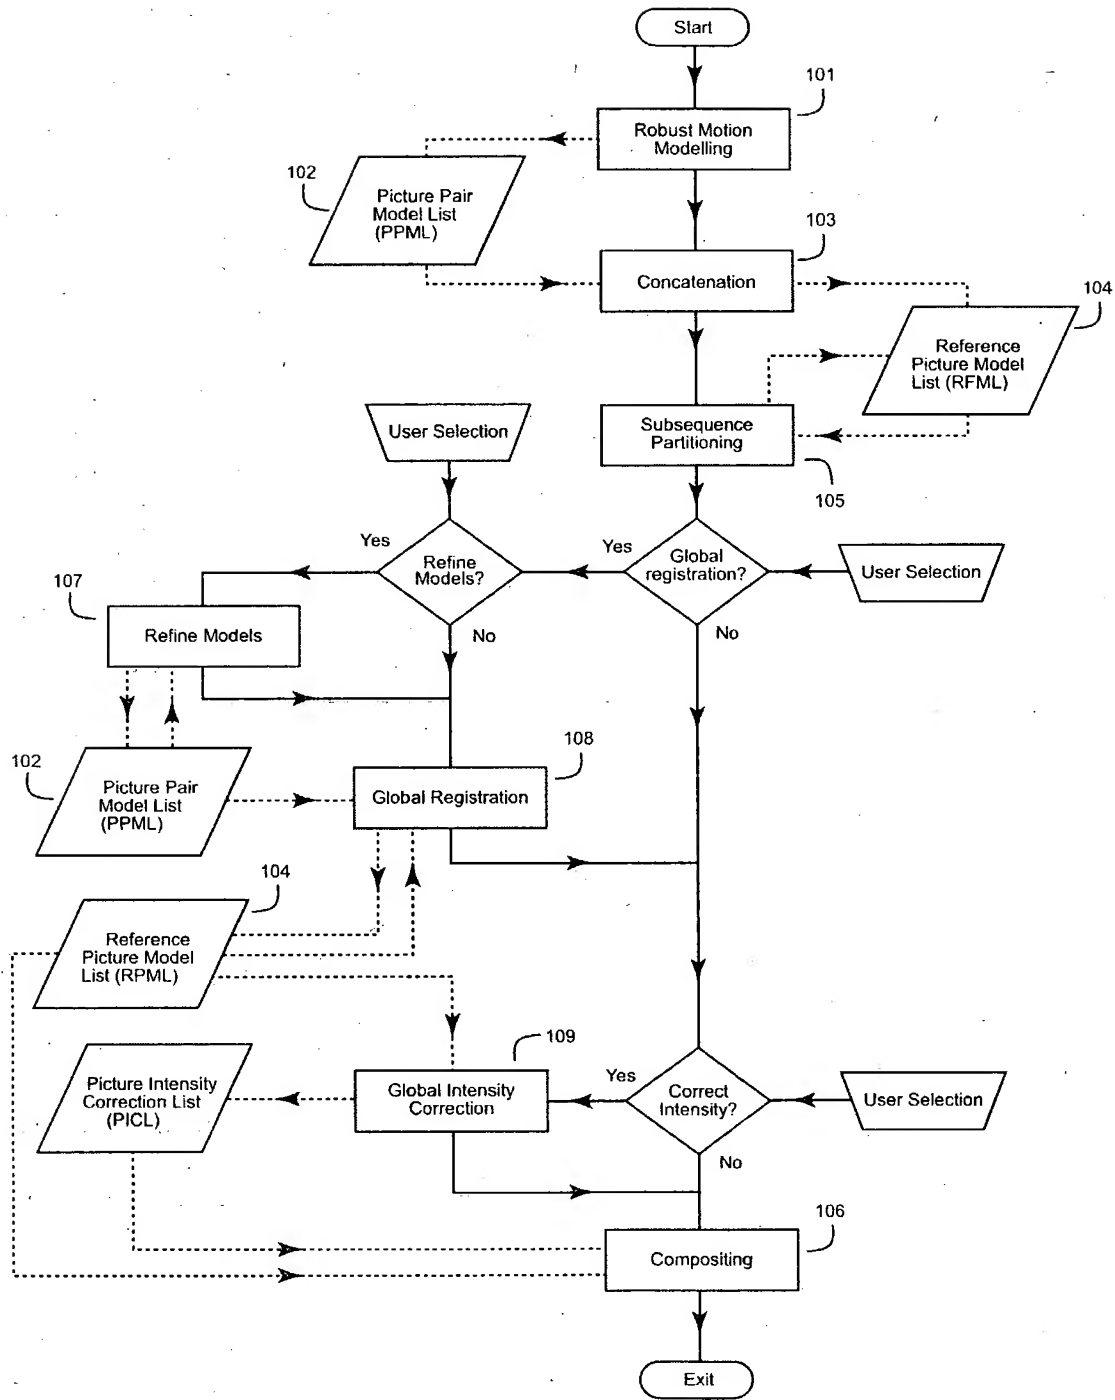 Start
101
Robust Motion
Modelling
102
Picture Pair
Model List
(PPML)
103
Concatenation
104
Reference
Picture Model
List (RFML)
User Selection
Subsequence
Partitioning
105
Yes
Refine
Models?
Yes
Global
registration?
User Selection
107
Refine Models
No
No
102
Picture Pair
Model List
(PPML)
108
Global Registration
104
Reference
Picture Model
List (RPML)
109
Picture Intensity
Correction List
(PICL)
Global Intensity
Correction
Yes
Correct
Intensity?
User Selection
No
106
Compositing
Exit